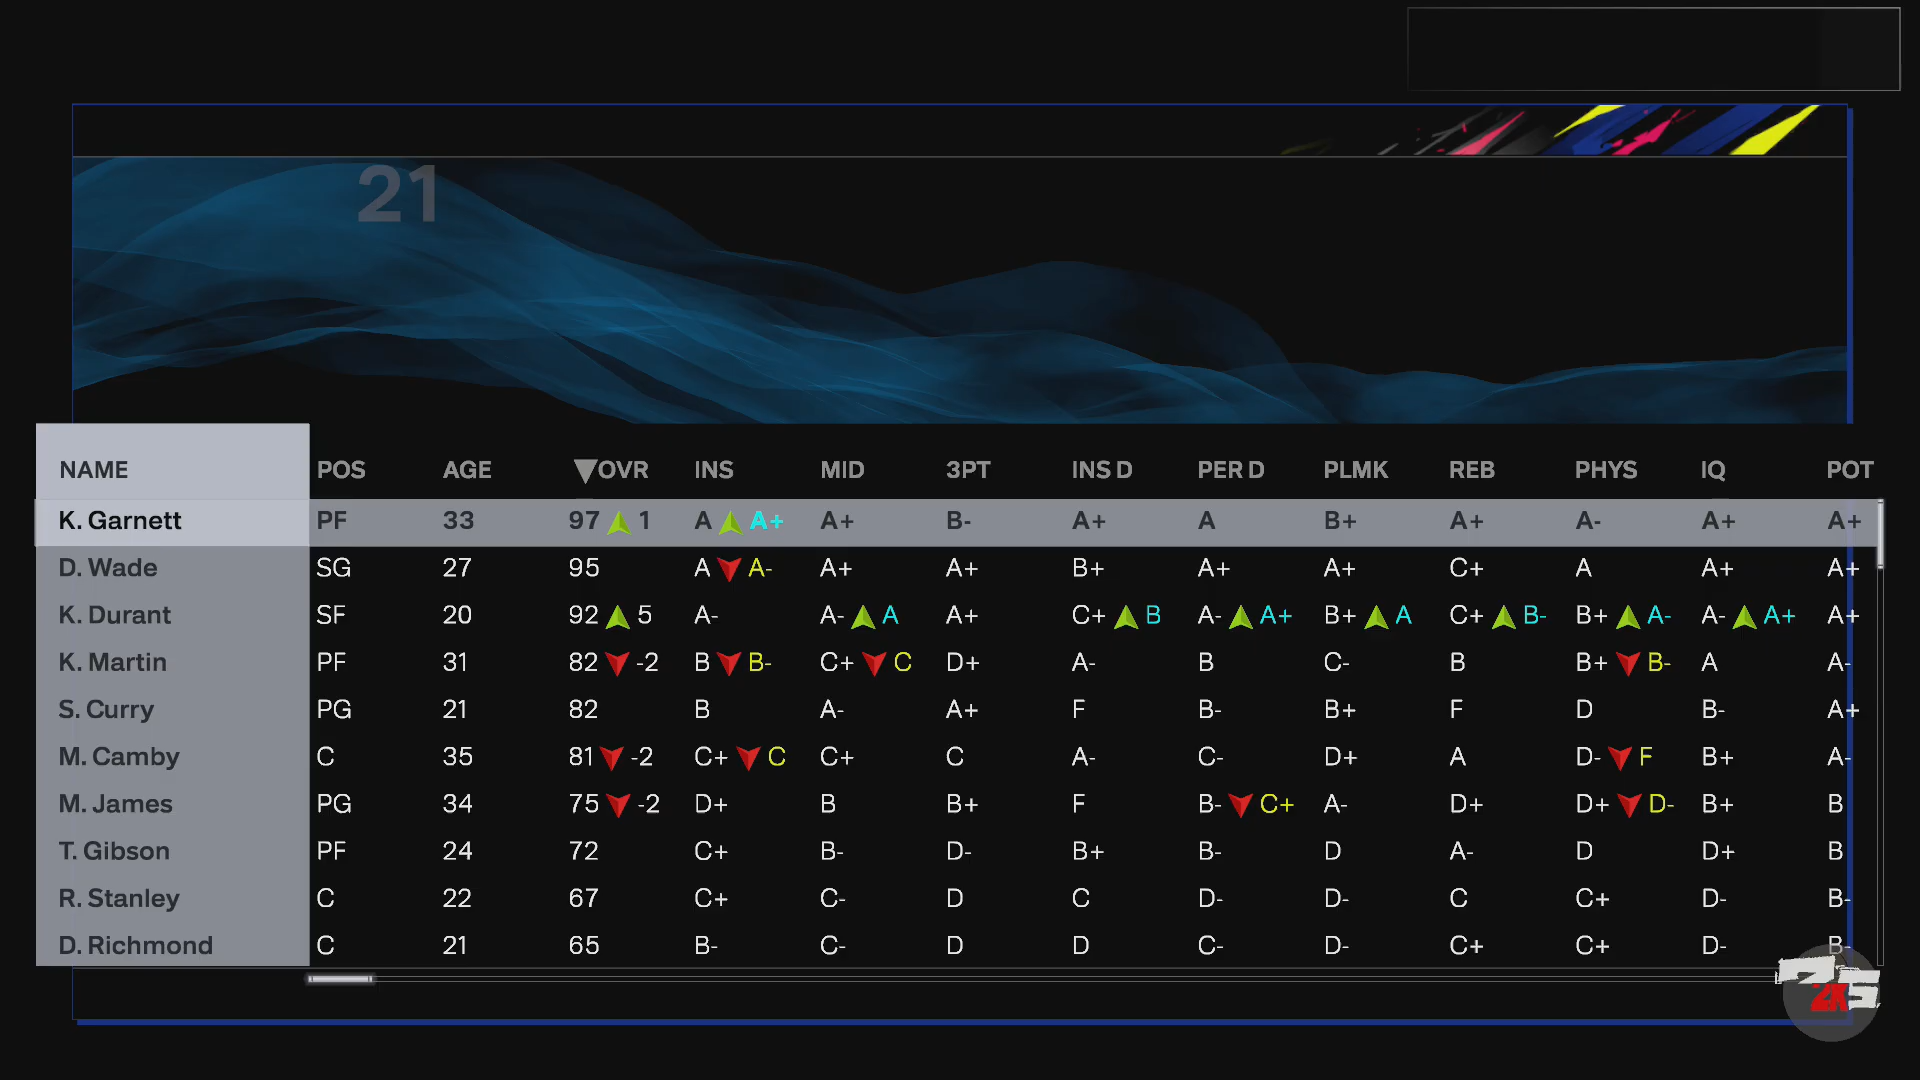 21
NAME POS AGE OVR INS MID 3PT INS D PER D PLMK REB PHYS IQ POT
K. Garnett PF 33 97 1 A A+ A+ B- A+ A B+ A+ A- A+ A+
D. Wade SG 27 95 A A- A+ A+ B+ A+ A+ C+ A A+ A+
K. Durant SF 20 92 5 A- A- A A+ C+ B A- A+ B+ A C+ B- B+ A- A- A+ A+
K. Martin PF 31 82 -2 B B- C+ C D+ A- B C- B B+ B- A A-
S. Curry PG 21 82 B A- A+ F B- B+ F D B- A+
M. Camby C 35 81 -2 C+ C C+ C A- C- D+ A D- F B+ A-
M. James PG 34 75 -2 D+ B B+ F B- C+ A- D+ D+ D- B+ B
T. Gibson PF 24 72 C+ B- D- B+ B- D A- D D+ B
R. Stanley C 22 67 C+ C- D C D- D- C C+ D- B-
D. Richmond C 21 65 B- C- D D C- D- C+ C+ D- B-
2K